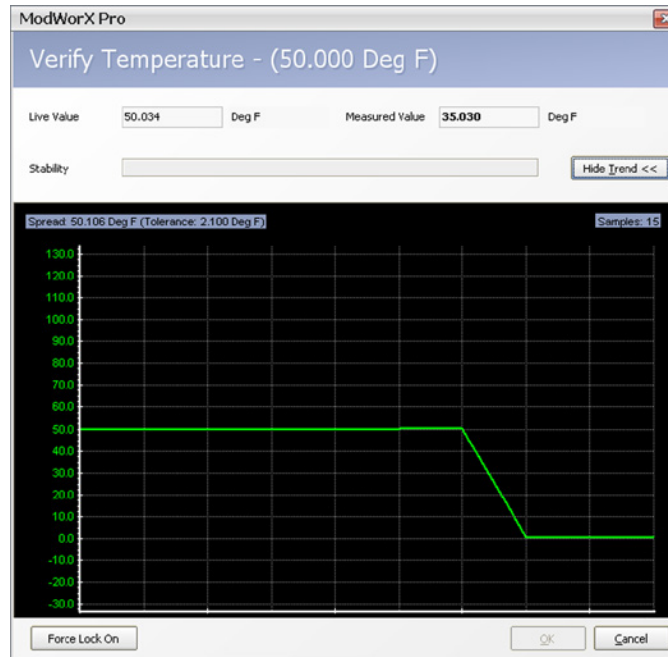 ModWorX Pro
Verify Temperature - (50.000 Deg F)
Live Value 50.034 Deg F Measured Value 35.030 Deg F
Stability Hide Trend <<
Spread: 50.106 Deg F (Tolerance: 2.100 Deg F) Samples: 15
130.0
120.0
110.0
100.0
90.0
80.0
70.0
60.0
50.0
40.0
30.0
20.0
10.0
0.0
-10.0
-20.0
-30.0
Force Lock On OK Cancel